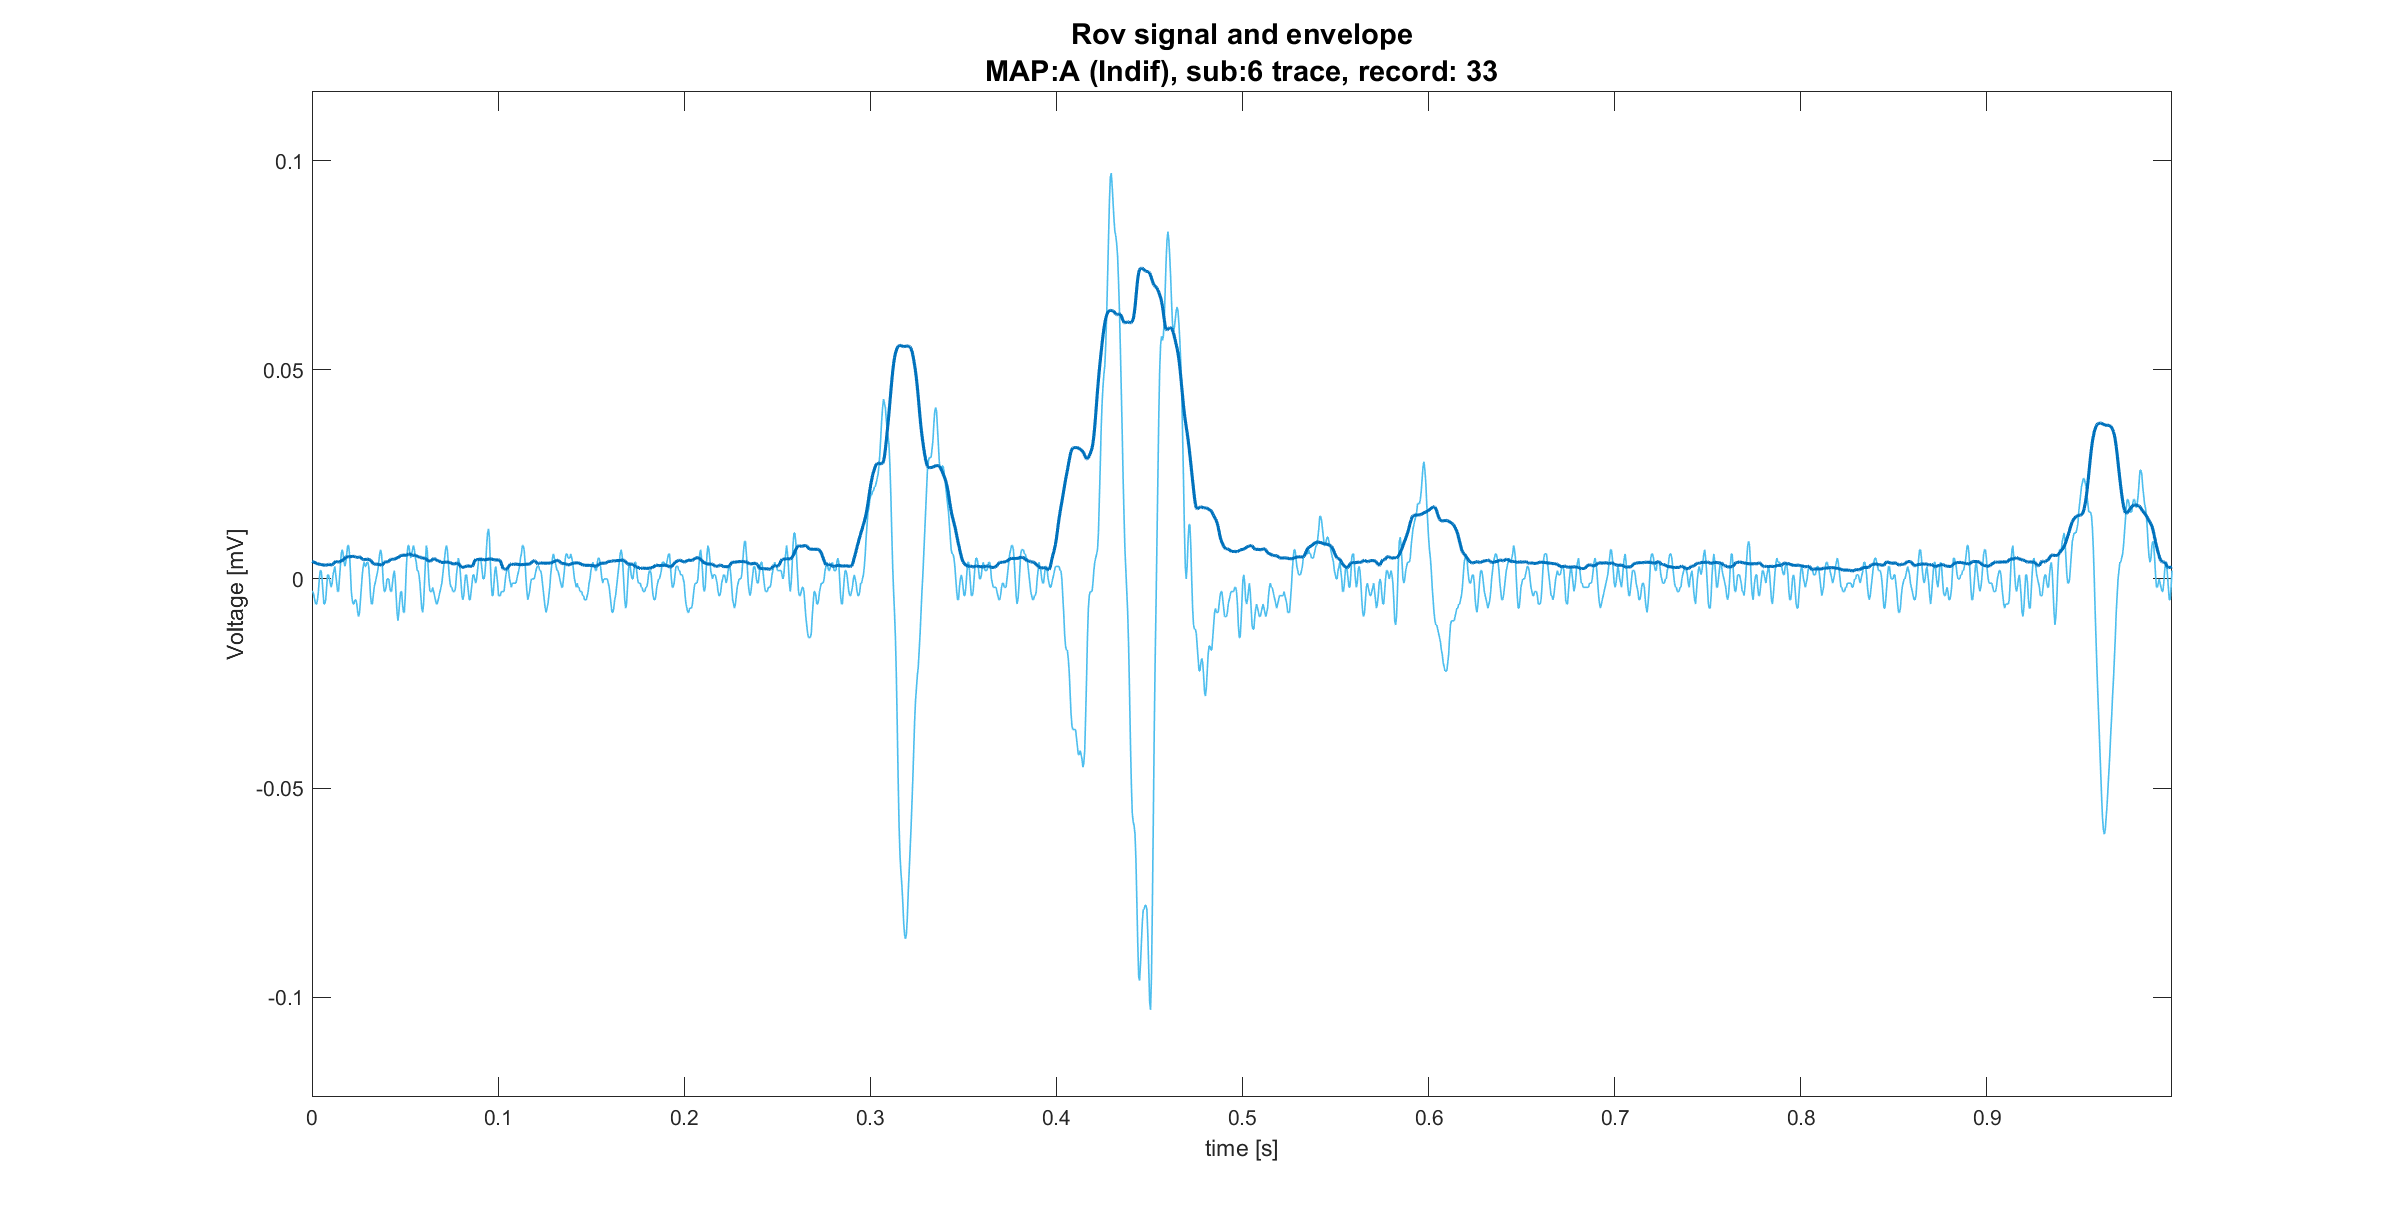 Rov signal and envelope
MAP:A (Indif), sub:6 trace, record: 33
0.1
0.05
0
-0.05
-0.1
Voltage [mV]
0 0.1 0.2 0.3 0.4 0.5 0.6 0.7 0.8 0.9
time [s]